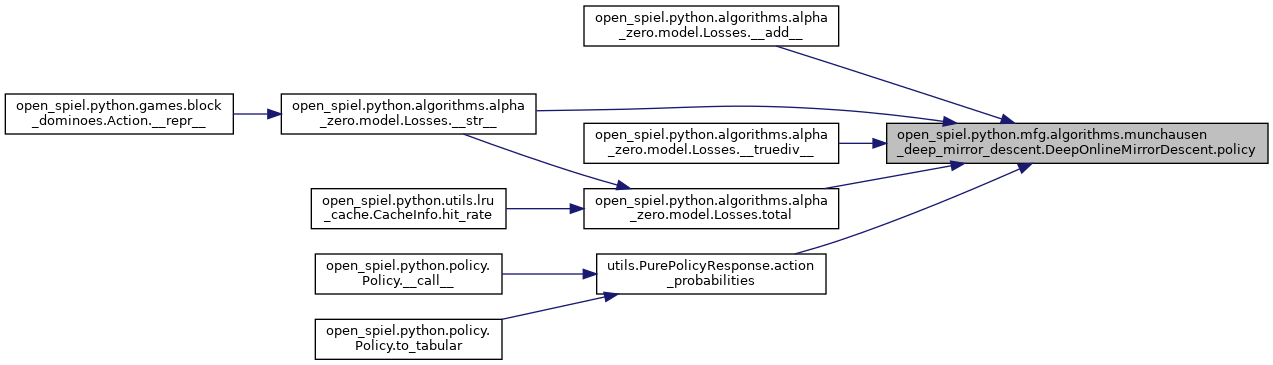 open_spiel.python.algorithms.alpha
_zero.model.Losses.__add__
open_spiel.python.games.block
_dominoes.Action.__repr__
open_spiel.python.algorithms.alpha
_zero.model.Losses.__str__
open_spiel.python.algorithms.alpha
_zero.model.Losses.__truediv__
open_spiel.python.mfg.algorithms.munchausen
_deep_mirror_descent.DeepOnlineMirrorDescent.policy
open_spiel.python.utils.lru
_cache.CacheInfo.hit_rate
open_spiel.python.algorithms.alpha
_zero.model.Losses.total
open_spiel.python.policy.
Policy.__call__
utils.PurePolicyResponse.action
_probabilities
open_spiel.python.policy.
Policy.to_tabular